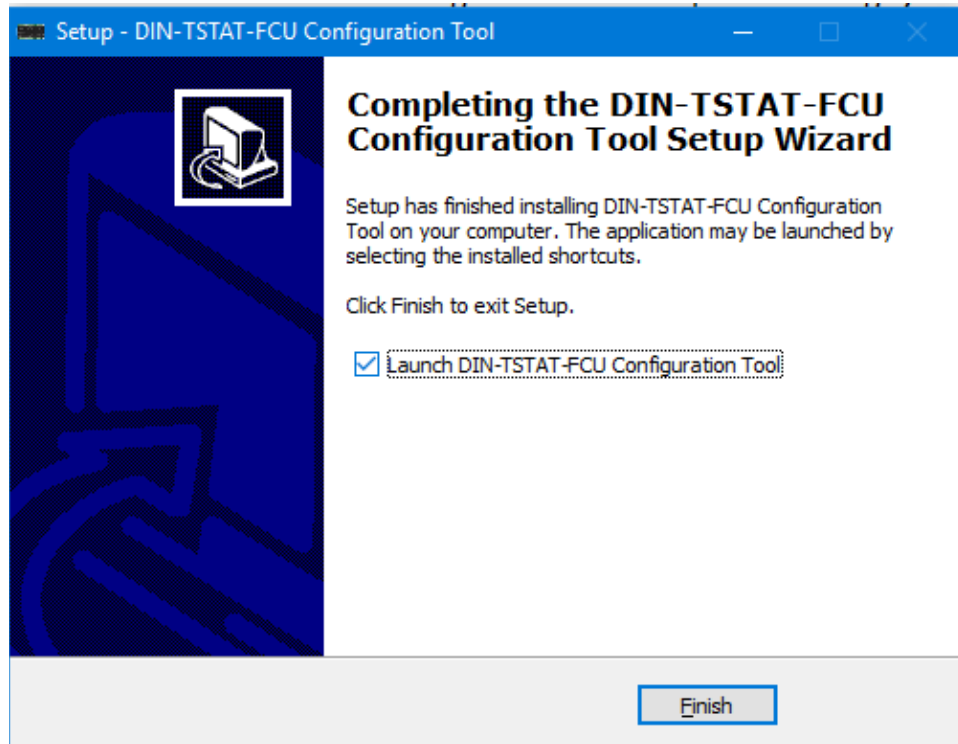 Setup - DIN-TSTAT-FCU Configuration Tool
Completing the DIN-TSTAT-FCU
Configuration Tool Setup Wizard
Setup has finished installing DIN-TSTAT-FCU Configuration
Tool on your computer. The application may be launched by
selecting the installed shortcuts.
Click Finish to exit Setup.
Launch DIN-TSTAT-FCU Configuration Tool
Finish